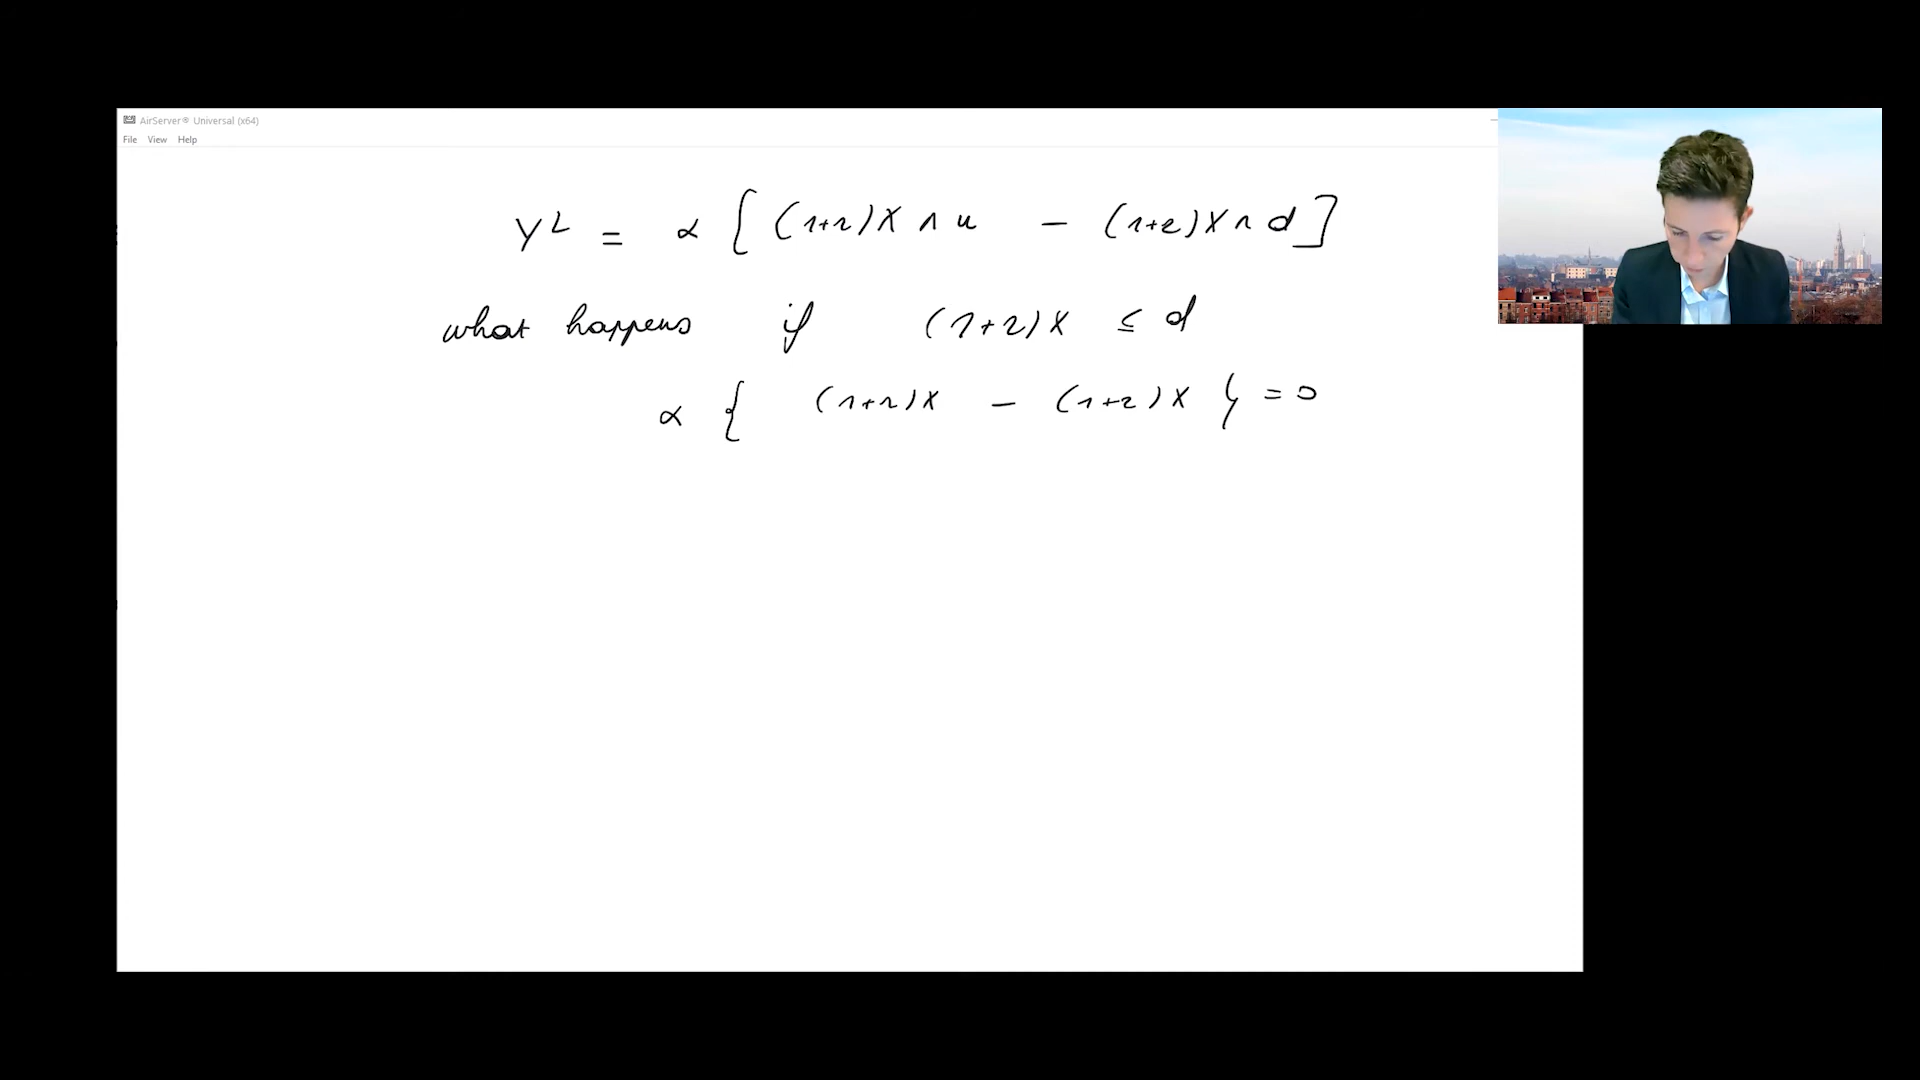 AirServer® Universal (x64)
File View Help
Y^L = α [ (1+r)X ∧ u - (1+r)X ∧ d ]
what happens if (1+r)X ≤ d
α { (1+r)X - (1+r)X } = 0